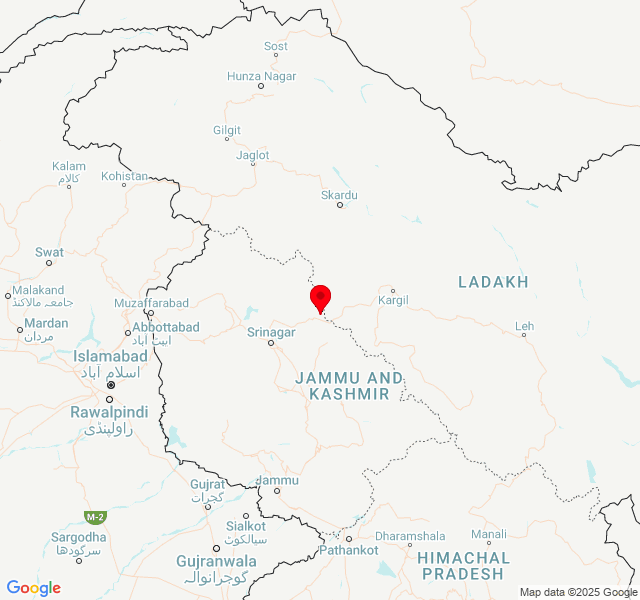 Sost
Hunza Nagar
Gilgit
Jaglot
Kalam
کالام
Kohistan
Skardu
Swat
LADAKH
Malakand
جامعہ مالاکنڈ
Kargil
Muzaffarabad
Mardan
مردان
Abbottabad
ایبٹ آباد
Srinagar
Leh
Islamabad
اسلام آباد
JAMMU AND
KASHMIR
Rawalpindi
راولپنڈی
Jammu
Gujrat
گجرات
M-2
Sialkot
سیالکوٹ
Sargodha
سرگودھا
Gujranwala
گوجرانوالہ
Pathankot
Dharamshala
Manali
HIMACHAL
PRADESH
Google
Map data ©2025 Google